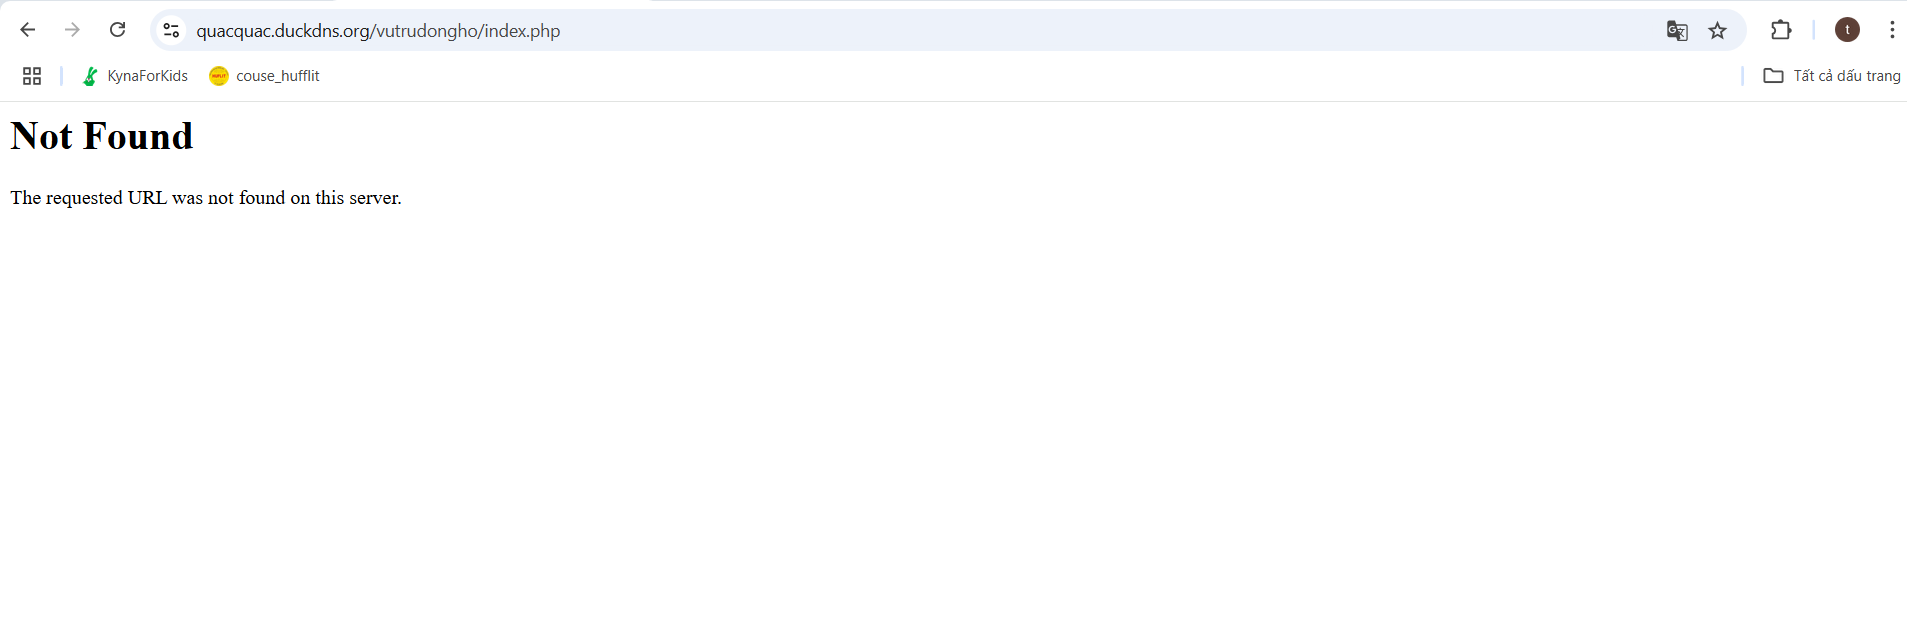 quacquac.duckdns.org/vutrudongho/index.php
t
KynaForKids
couse_hufflit
Tất cả dấu trang
Not Found
The requested URL was not found on this server.